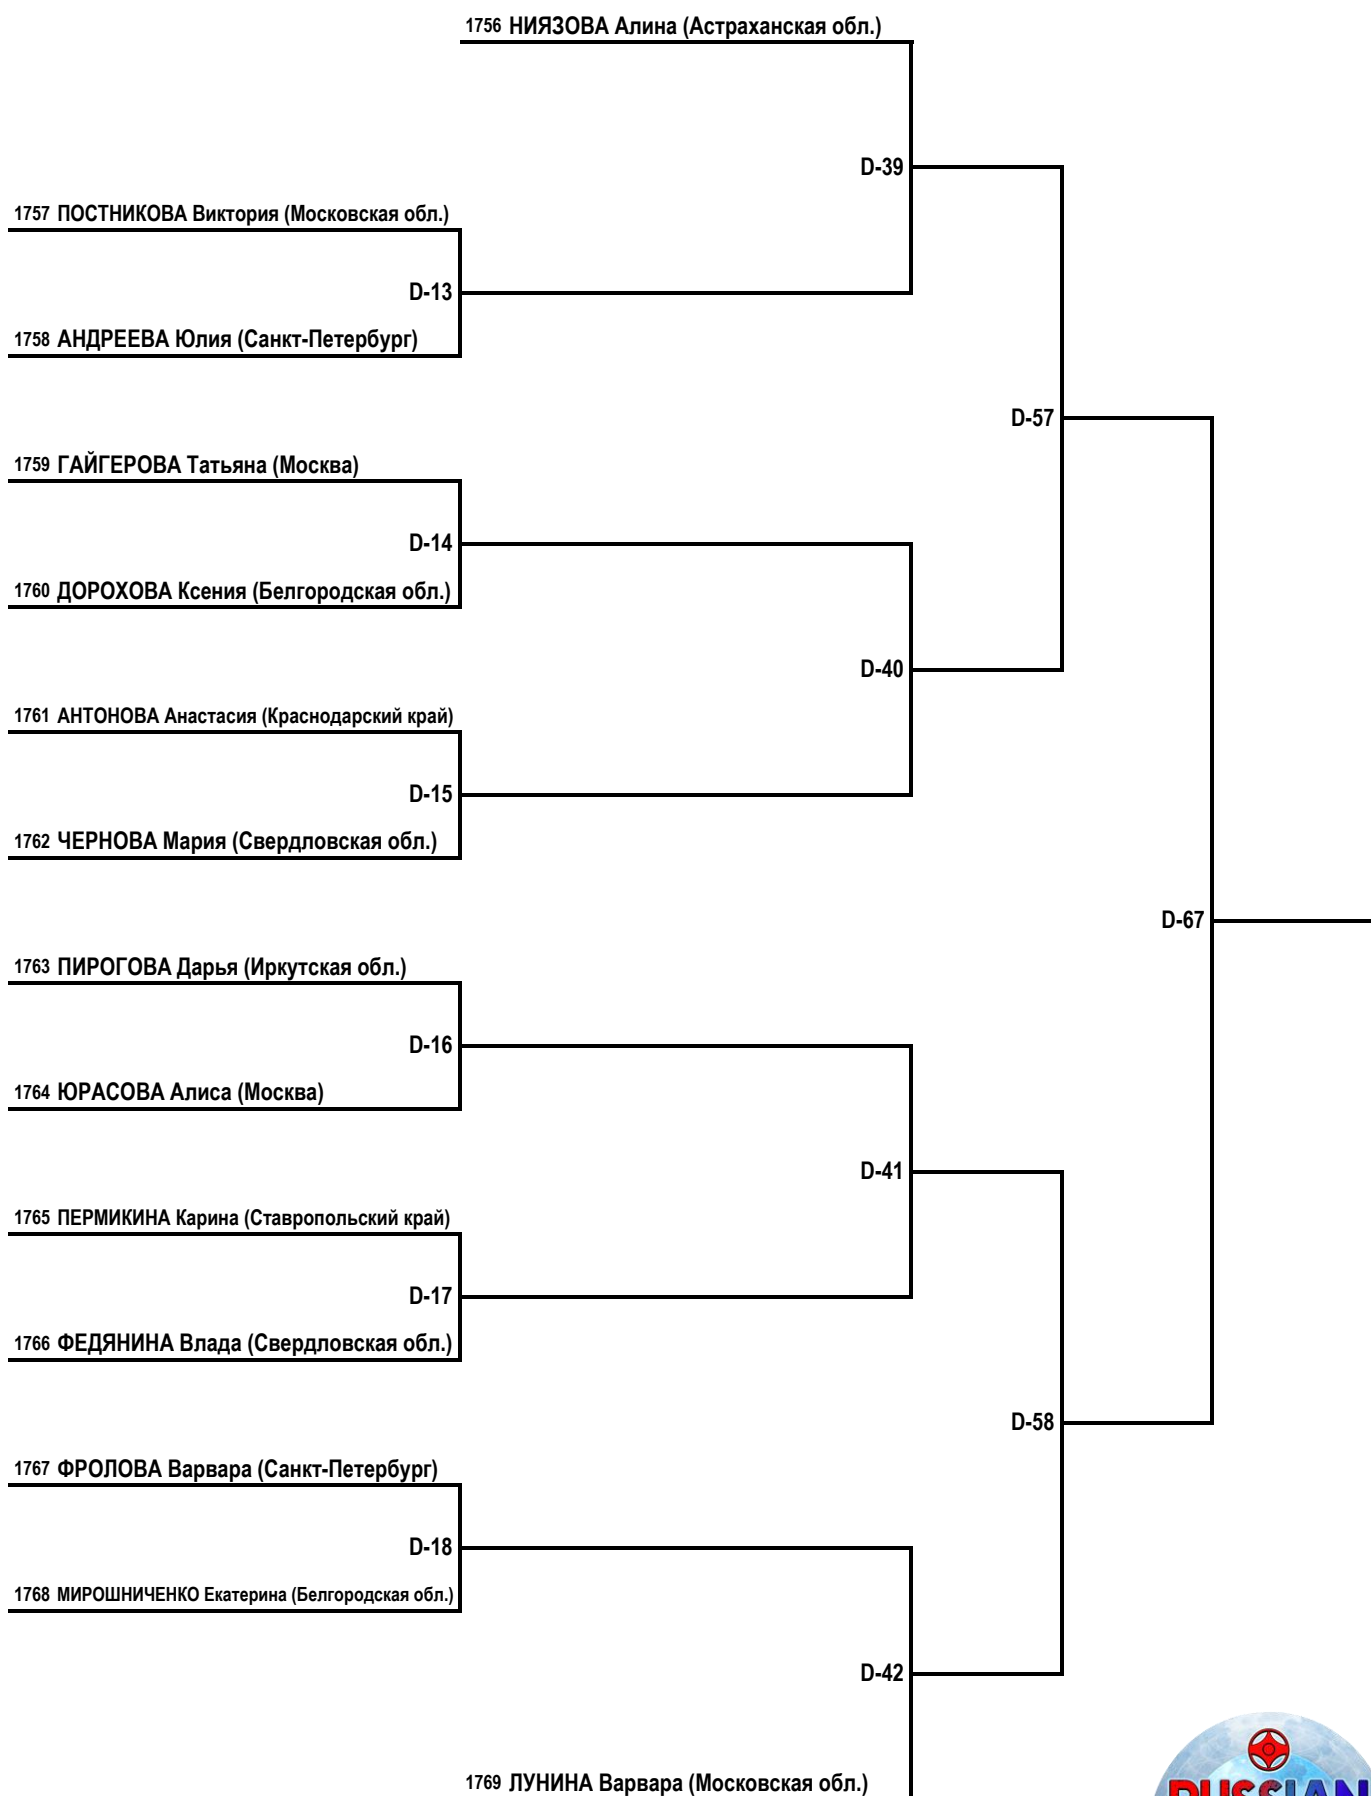 1756 НИЯЗОВА Алина (Астраханская обл.)
D-39
1757 ПОСТНИКОВА Виктория (Московская обл.)
D-13
1758 АНДРЕЕВА Юлия (Санкт-Петербург)
D-57
1759 ГАЙГЕРОВА Татьяна (Москва)
D-14
1760 ДОРОХОВА Ксения (Белгородская обл.)
D-40
1761 АНТОНОВА Анастасия (Краснодарский край)
D-15
1762 ЧЕРНОВА Мария (Свердловская обл.)
D-67
1763 ПИРОГОВА Дарья (Иркутская обл.)
D-16
1764 ЮРАСОВА Алиса (Москва)
D-41
1765 ПЕРМИКИНА Карина (Ставропольский край)
D-17
1766 ФЕДЯНИНА Влада (Свердловская обл.)
D-58
1767 ФРОЛОВА Варвара (Санкт-Петербург)
D-18
1768 МИРОШНИЧЕНКО Екатерина (Белгородская обл.)
D-42
1769 ЛУНИНА Варвара (Московская обл.)
RUSSIAN